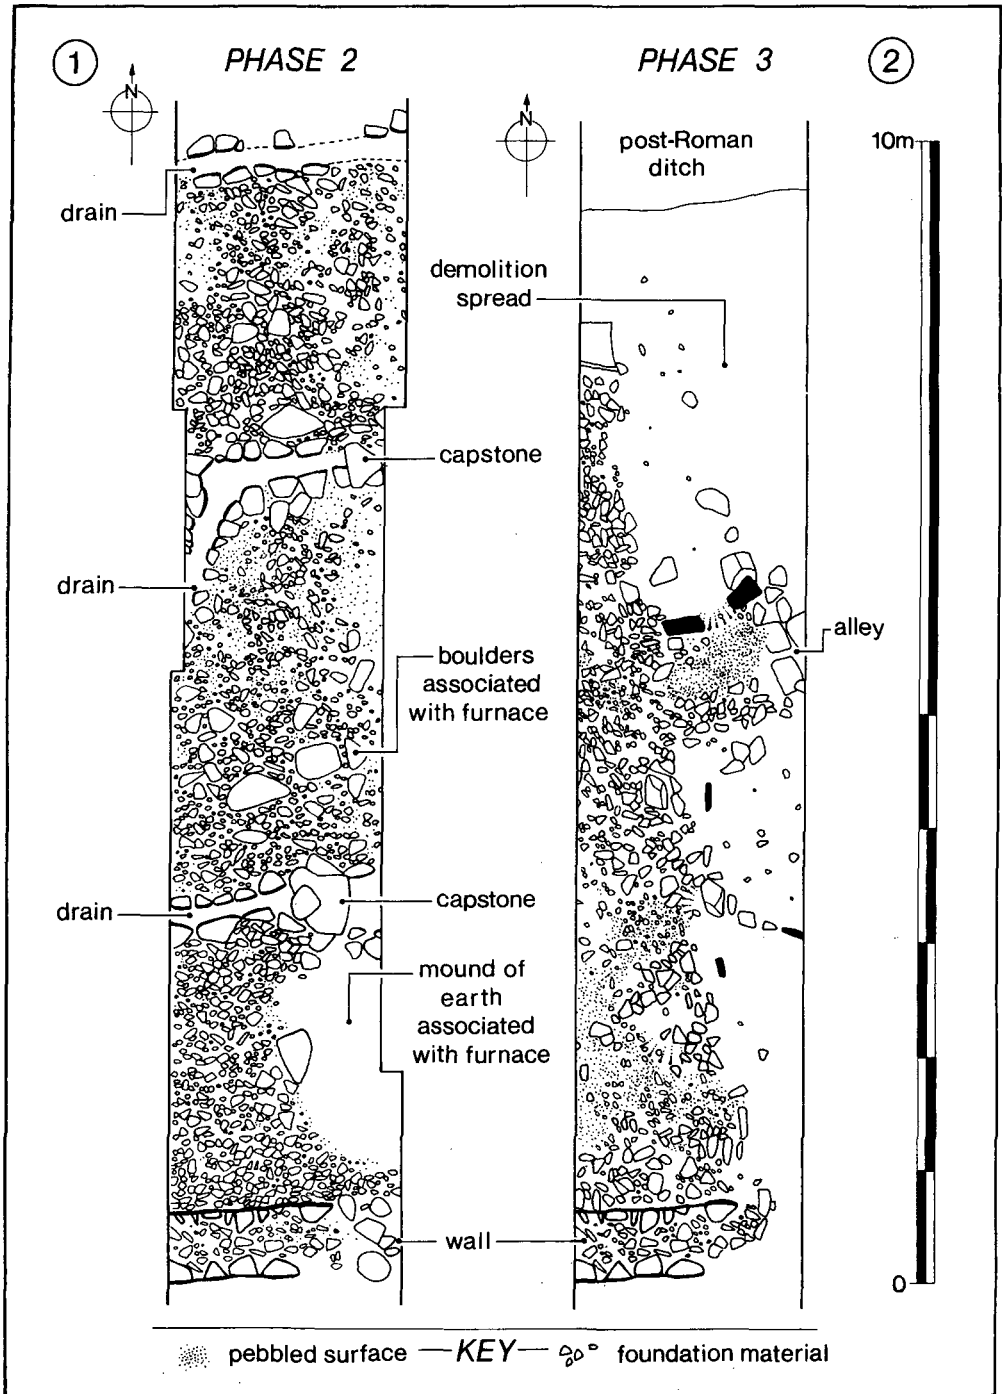 1
PHASE 2
PHASE 3
2
N
N
post-Roman
ditch
10m
drain
demolition
spread
capstone
drain
alley
boulders
associated
with furnace
drain
capstone
mound of
earth
associated
with furnace
wall
0
pebbled surface — KEY — foundation material